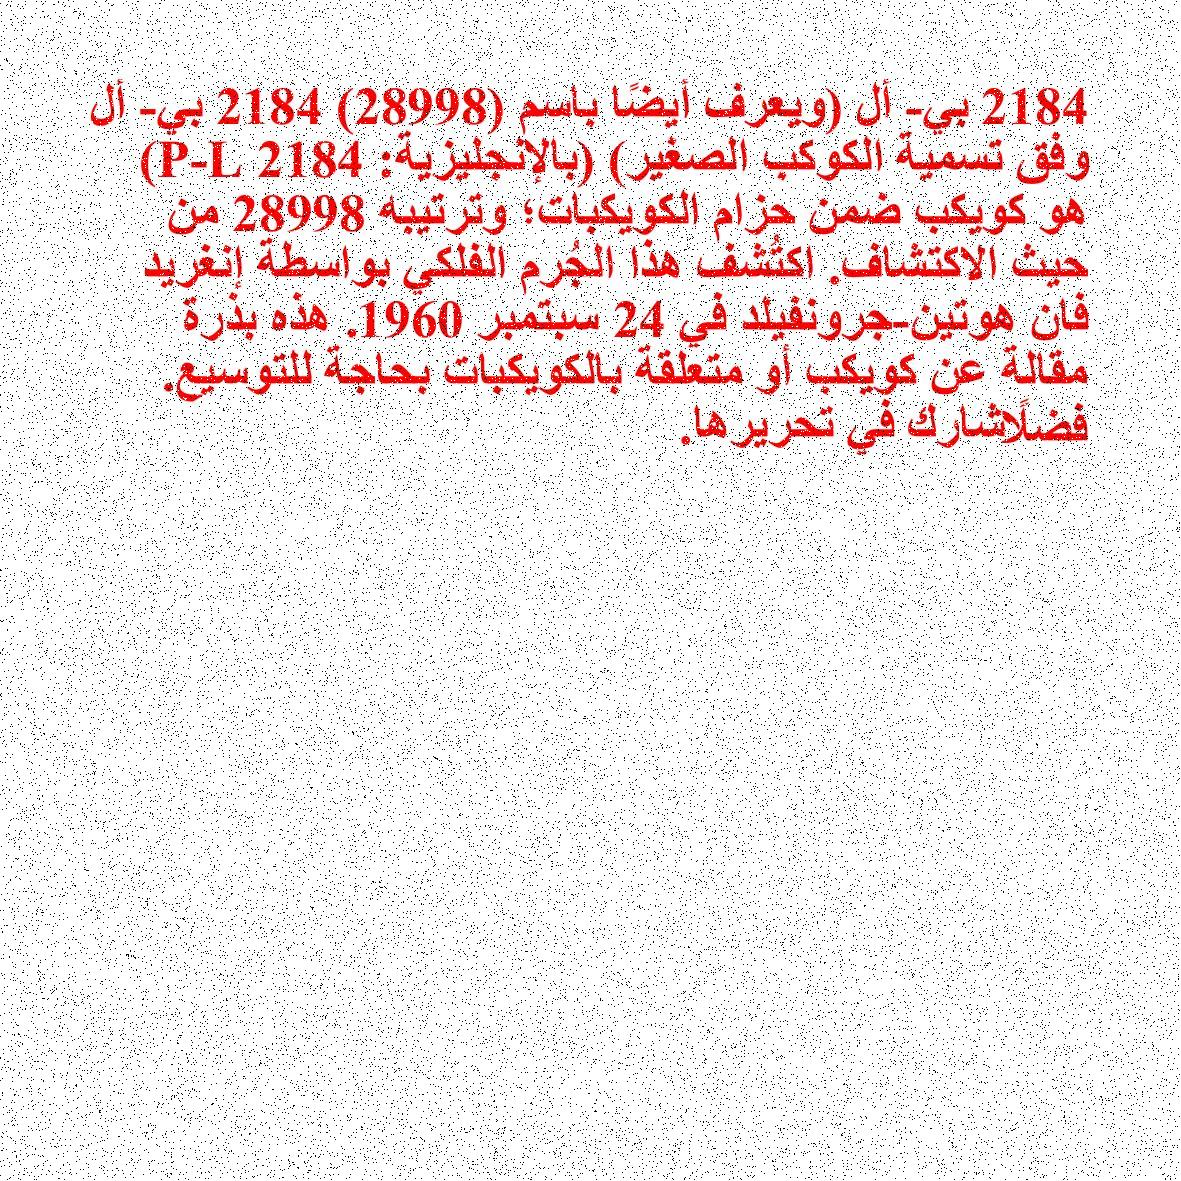 2184 بي- أل (ويعرف أيضًا باسم (28998) 2184 بي- أل
وفق تسمية الكوكب الصغير) (بالإنجليزية: 2184 P-L)
هو كويكب ضمن حزام الكويكبات؛ وترتيبه 28998 من
حيث الاكتشاف. اكتُشف هذا الجُرم الفلكي بواسطة إنغريد
فان هوتين-جرونفيلد في 24 سبتمبر 1960. هذه بذرة
مقالة عن كويكب أو متعلقة بالكويكبات بحاجة للتوسيع.
فضلًاشارك في تحريرها.